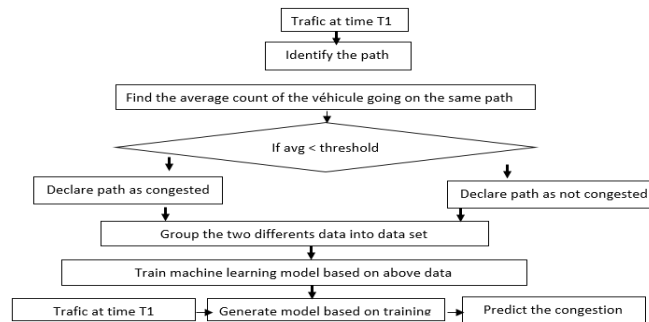 Trafic at time T1
Identify the path
Find the average count of the véhicule going on the same path
If avg < threshold
Declare path as congested
Declare path as not congested
Group the two differents data into data set
Train machine learning model based on above data
Trafic at time T1
Generate model based on training
Predict the congestion